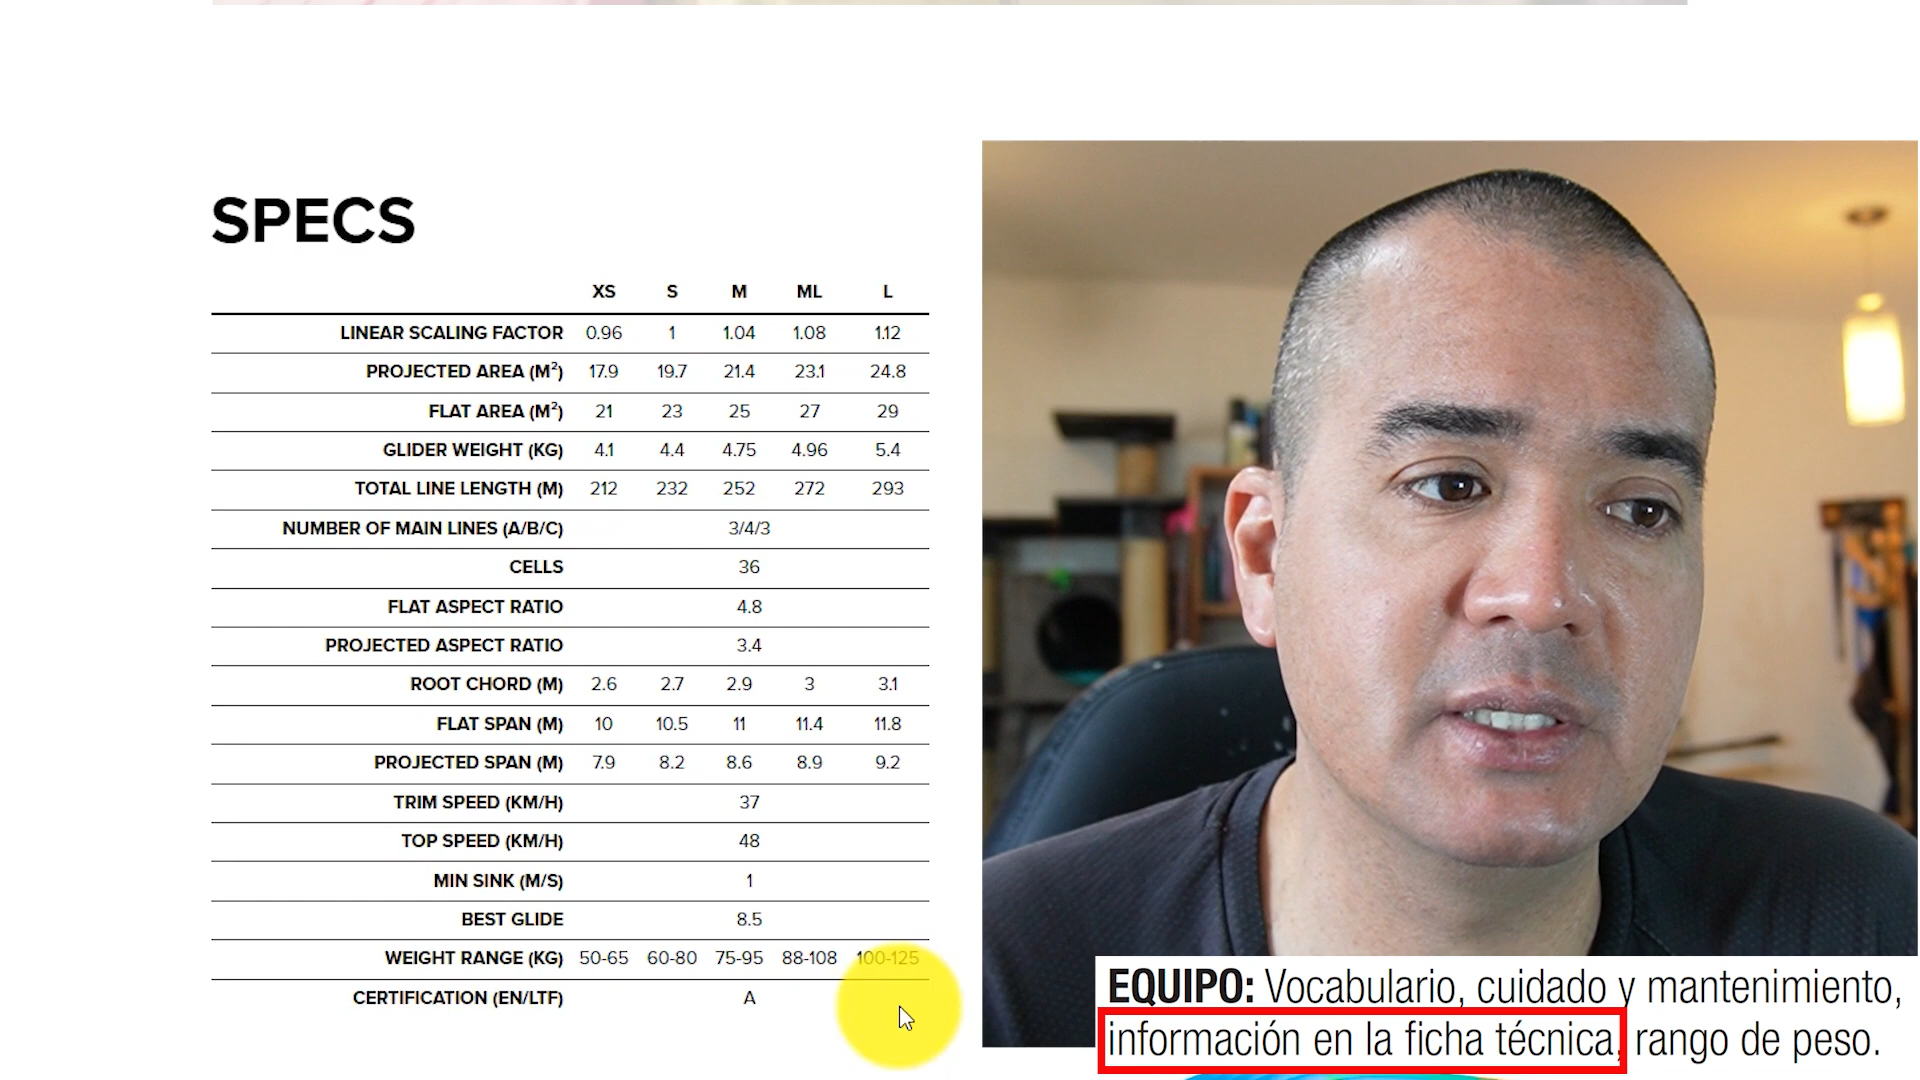 SPECS
XS S M ML L
LINEAR SCALING FACTOR 0.96 1 1.04 1.08 1.12
PROJECTED AREA (M²) 17.9 19.7 21.4 23.1 24.8
FLAT AREA (M²) 21 23 25 27 29
GLIDER WEIGHT (KG) 4.1 4.4 4.75 4.96 5.4
TOTAL LINE LENGTH (M) 212 232 252 272 293
NUMBER OF MAIN LINES (A/B/C) 3/4/3
CELLS 36
FLAT ASPECT RATIO 4.8
PROJECTED ASPECT RATIO 3.4
ROOT CHORD (M) 2.6 2.7 2.9 3 3.1
FLAT SPAN (M) 10 10.5 11 11.4 11.8
PROJECTED SPAN (M) 7.9 8.2 8.6 8.9 9.2
TRIM SPEED (KM/H) 37
TOP SPEED (KM/H) 48
MIN SINK (M/S) 1
BEST GLIDE 8.5
WEIGHT RANGE (KG) 50-65 60-80 75-95 88-108 100-125
CERTIFICATION (EN/LTF) A
EQUIPO: Vocabulario, cuidado y mantenimiento,
información en la ficha técnica, rango de peso.